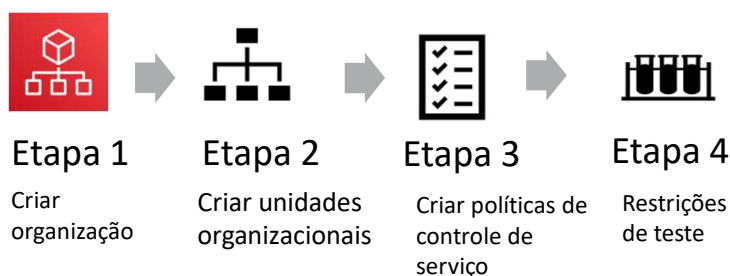 Etapa 1
Criar
organização
Etapa 2
Criar unidades
organizacionais
Etapa 3
Criar políticas de
controle de
serviço
Etapa 4
Restrições
de teste